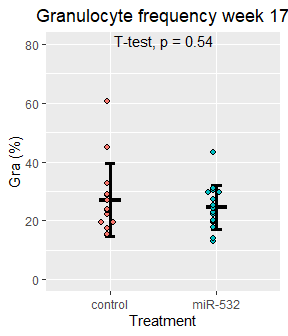 Granulocyte frequency week 17
T-test, p = 0.54
80
60
40
20
0
Gra (%)
control miR-532
Treatment